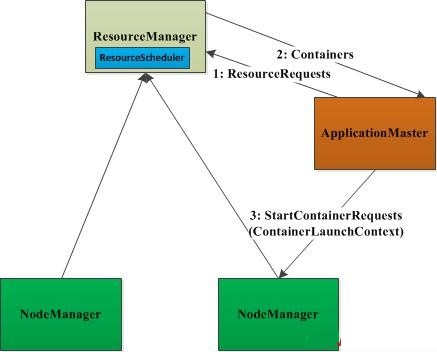 ResourceManager
ResourceScheduler
2: Containers
1: ResourceRequests
ApplicationMaster
3: StartContainerRequests
(ContainerLaunchContext)
NodeManager
NodeManager